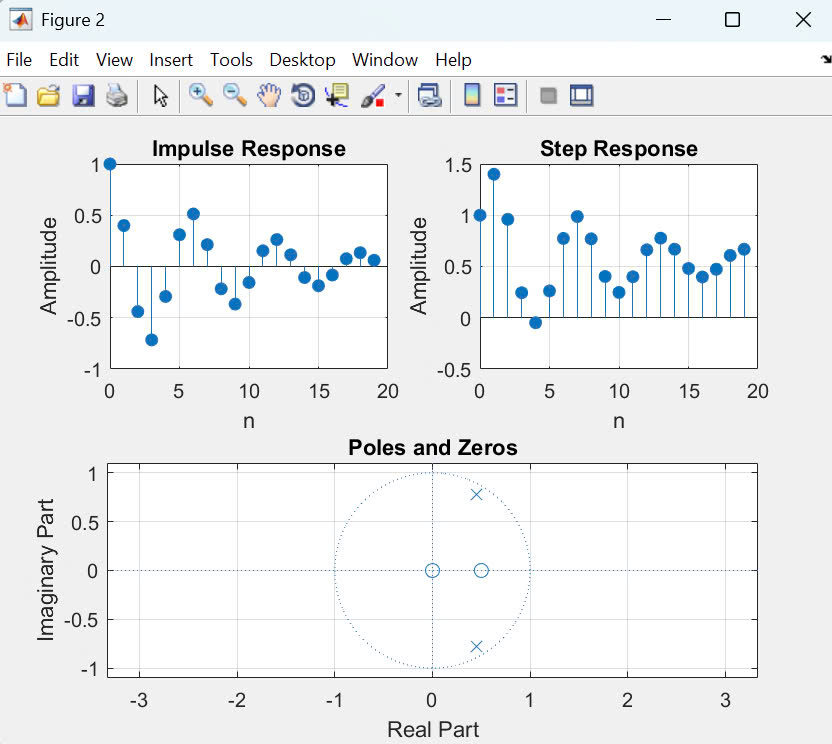 Figure 2
File Edit View Insert Tools Desktop Window Help
Impulse Response
Amplitude
1
0.5
0
-0.5
-1
0 5 10 15 20
n
Step Response
Amplitude
1.5
1
0.5
0
-0.5
0 5 10 15 20
n
Poles and Zeros
Imaginary Part
1
0.5
0
-0.5
-1
-3 -2 -1 0 1 2 3
Real Part